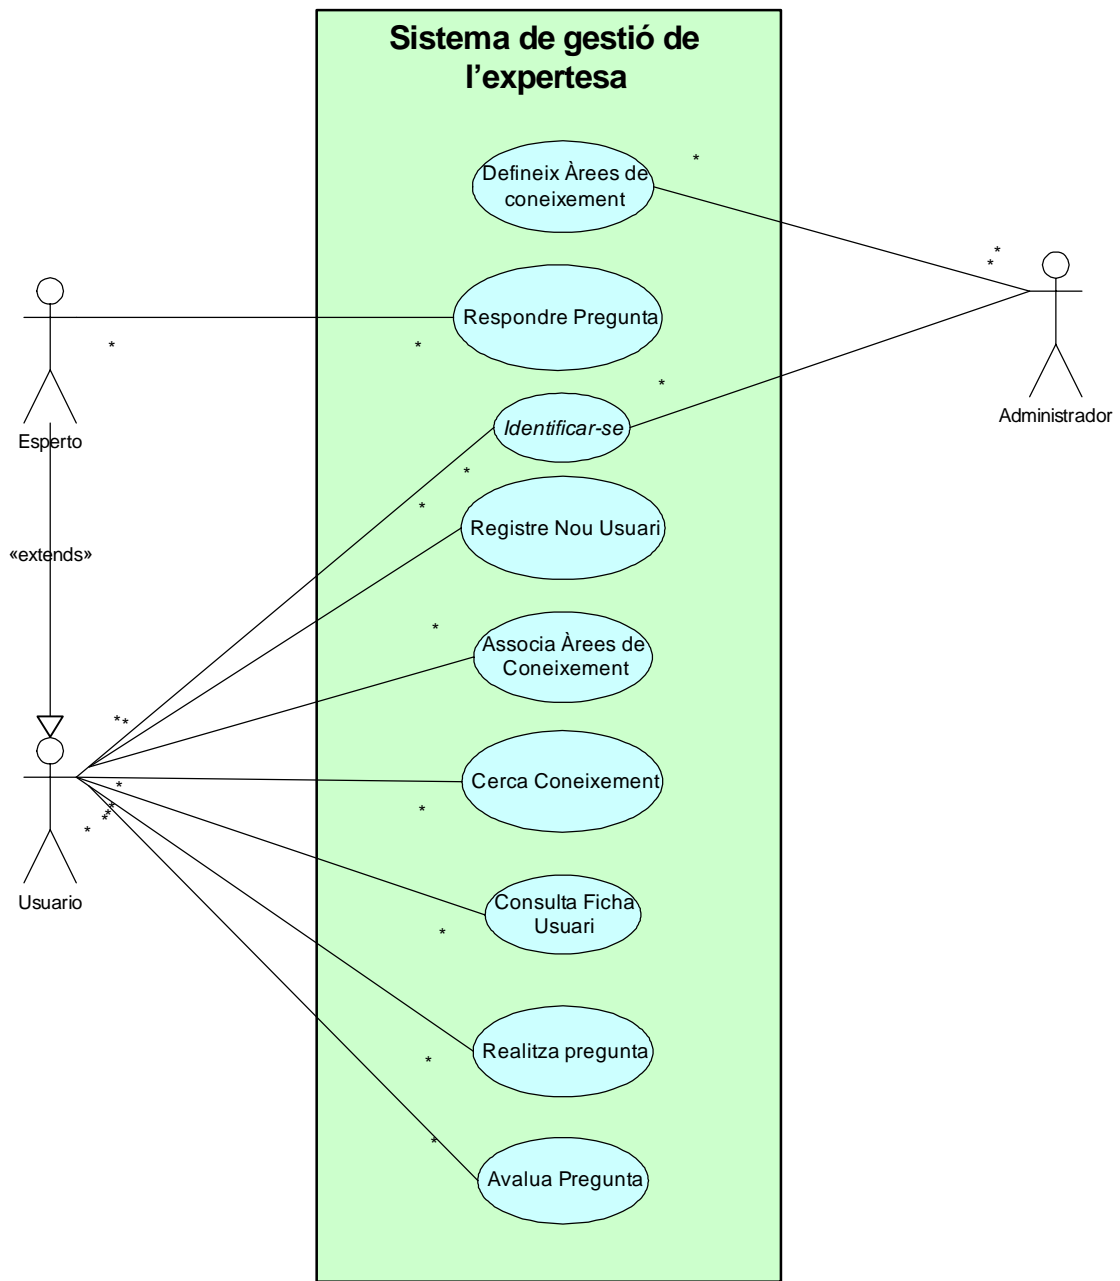 Sistema de gestió de
l'expertesa
Defineix Àrees de
coneixement
*
*
*
Respondre Pregunta
*
*
Esperto
Administrador
Identificar-se
*
*
*
Registre Nou Usuari
«extends»
*
Associa Àrees de
Coneixement
*
*
Cerca Coneixement
*
*
*
*
*
*
Usuario
Consulta Ficha
Usuari
*
Realitza pregunta
*
*
Avalua Pregunta